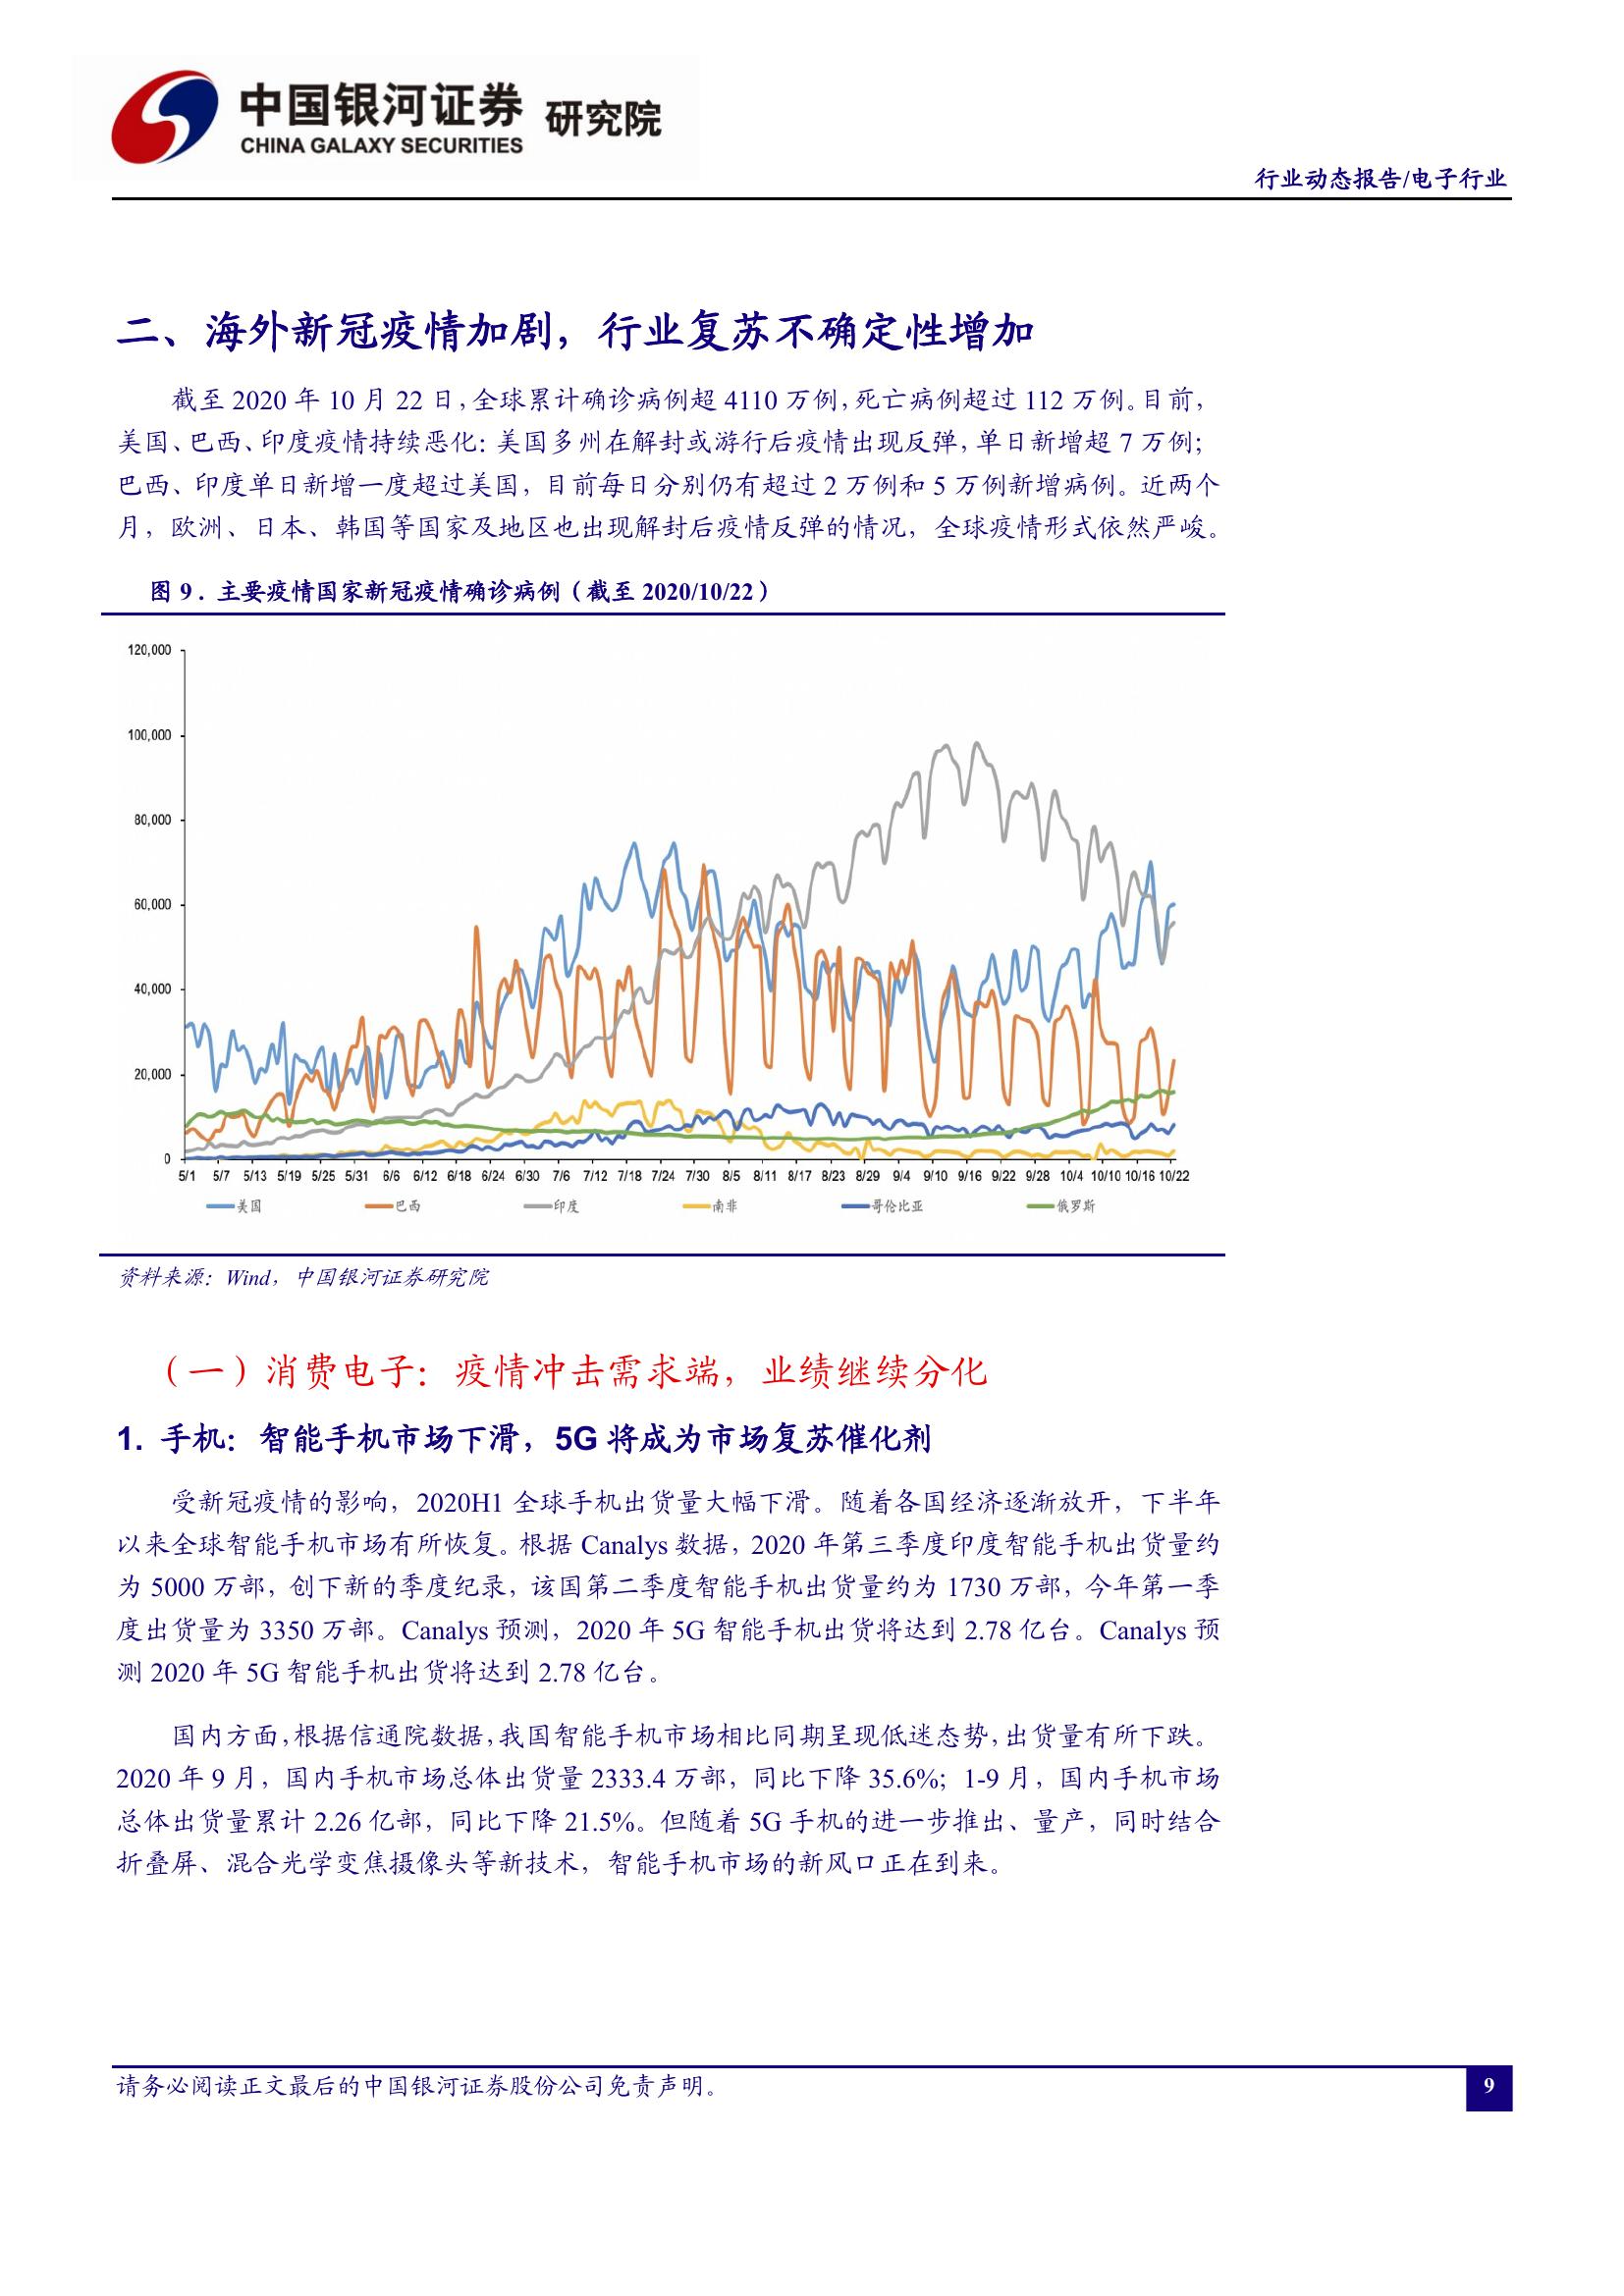 中国银河证券 研究院
CHINA GALAXY SECURITIES
行业动态报告/电子行业
二、海外新冠疫情加剧，行业复苏不确定性增加
截至 2020 年 10 月 22 日，全球累计确诊病例超 4110 万例，死亡病例超过 112 万例。目前，
美国、巴西、印度疫情持续恶化：美国多州在解封或游行后疫情出现反弹，单日新增超 7 万例；
巴西、印度单日新增一度超过美国，目前每日分别仍有超过 2 万例和 5 万例新增病例。近两个
月，欧洲、日本、韩国等国家及地区也出现解封后疫情反弹的情况，全球疫情形式依然严峻。
图 9．主要疫情国家新冠疫情确诊病例（截至 2020/10/22）
120,000
100,000
80,000
60,000
40,000
20,000
0
5/1 5/7 5/13 5/19 5/25 5/31 6/6 6/12 6/18 6/24 6/30 7/6 7/12 7/18 7/24 7/30 8/5 8/11 8/17 8/23 8/29 9/4 9/10 9/16 9/22 9/28 10/4 10/10 10/16 10/22
美国 巴西 印度 南非 哥伦比亚 俄罗斯
资料来源：Wind，中国银河证券研究院
（一）消费电子：疫情冲击需求端，业绩继续分化
1. 手机：智能手机市场下滑，5G 将成为市场复苏催化剂
受新冠疫情的影响，2020H1 全球手机出货量大幅下滑。随着各国经济逐渐放开，下半年
以来全球智能手机市场有所恢复。根据 Canalys 数据，2020 年第三季度印度智能手机出货量约
为 5000 万部，创下新的季度纪录，该国第二季度智能手机出货量约为 1730 万部，今年第一季
度出货量为 3350 万部。Canalys 预测，2020 年 5G 智能手机出货将达到 2.78 亿台。Canalys 预
测 2020 年 5G 智能手机出货将达到 2.78 亿台。
国内方面，根据信通院数据，我国智能手机市场相比同期呈现低迷态势，出货量有所下跌。
2020 年 9 月，国内手机市场总体出货量 2333.4 万部，同比下降 35.6%；1-9 月，国内手机市场
总体出货量累计 2.26 亿部，同比下降 21.5%。但随着 5G 手机的进一步推出、量产，同时结合
折叠屏、混合光学变焦摄像头等新技术，智能手机市场的新风口正在到来。
请务必阅读正文最后的中国银河证券股份公司免责声明。
9